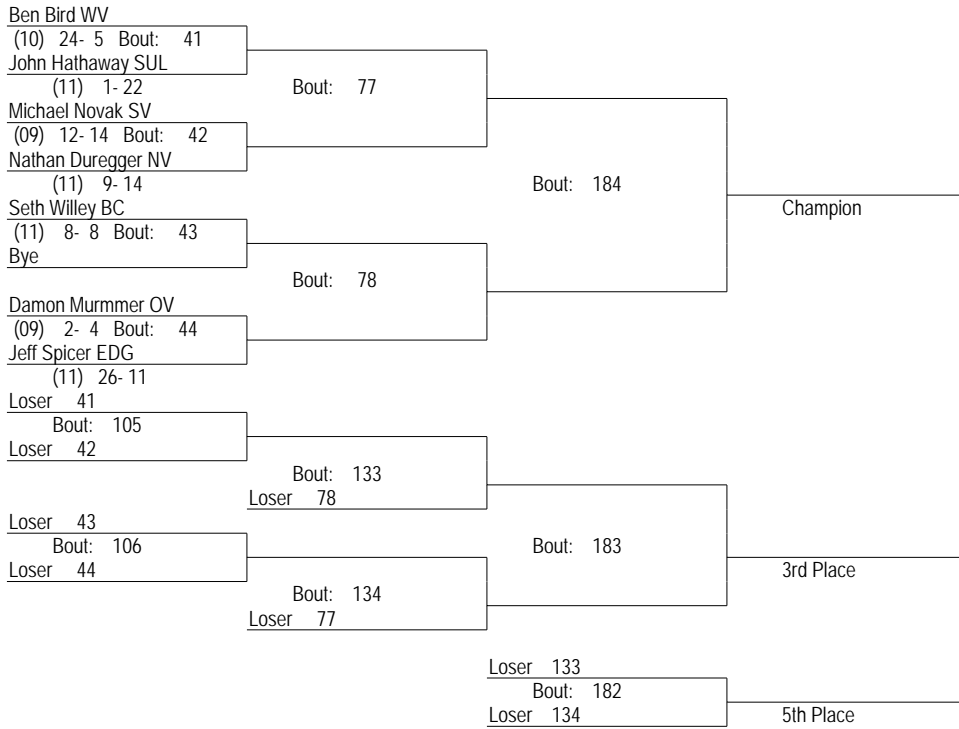 Ben Bird WV
(10) 24- 5 Bout: 41
John Hathaway SUL
(11) 1- 22 Bout: 77
Michael Novak SV
(09) 12- 14 Bout: 42
Nathan Duregger NV
(11) 9- 14 Bout: 184
Seth Willey BC Champion
(11) 8- 8 Bout: 43
Bye
Bout: 78
Damon Murmmer OV
(09) 2- 4 Bout: 44
Jeff Spicer EDG
(11) 26- 11
Loser 41
Bout: 105
Loser 42
Bout: 133
Loser 78
Loser 43
Bout: 106 Bout: 183
Loser 44 3rd Place
Bout: 134
Loser 77
Loser 133
Bout: 182
Loser 134 5th Place